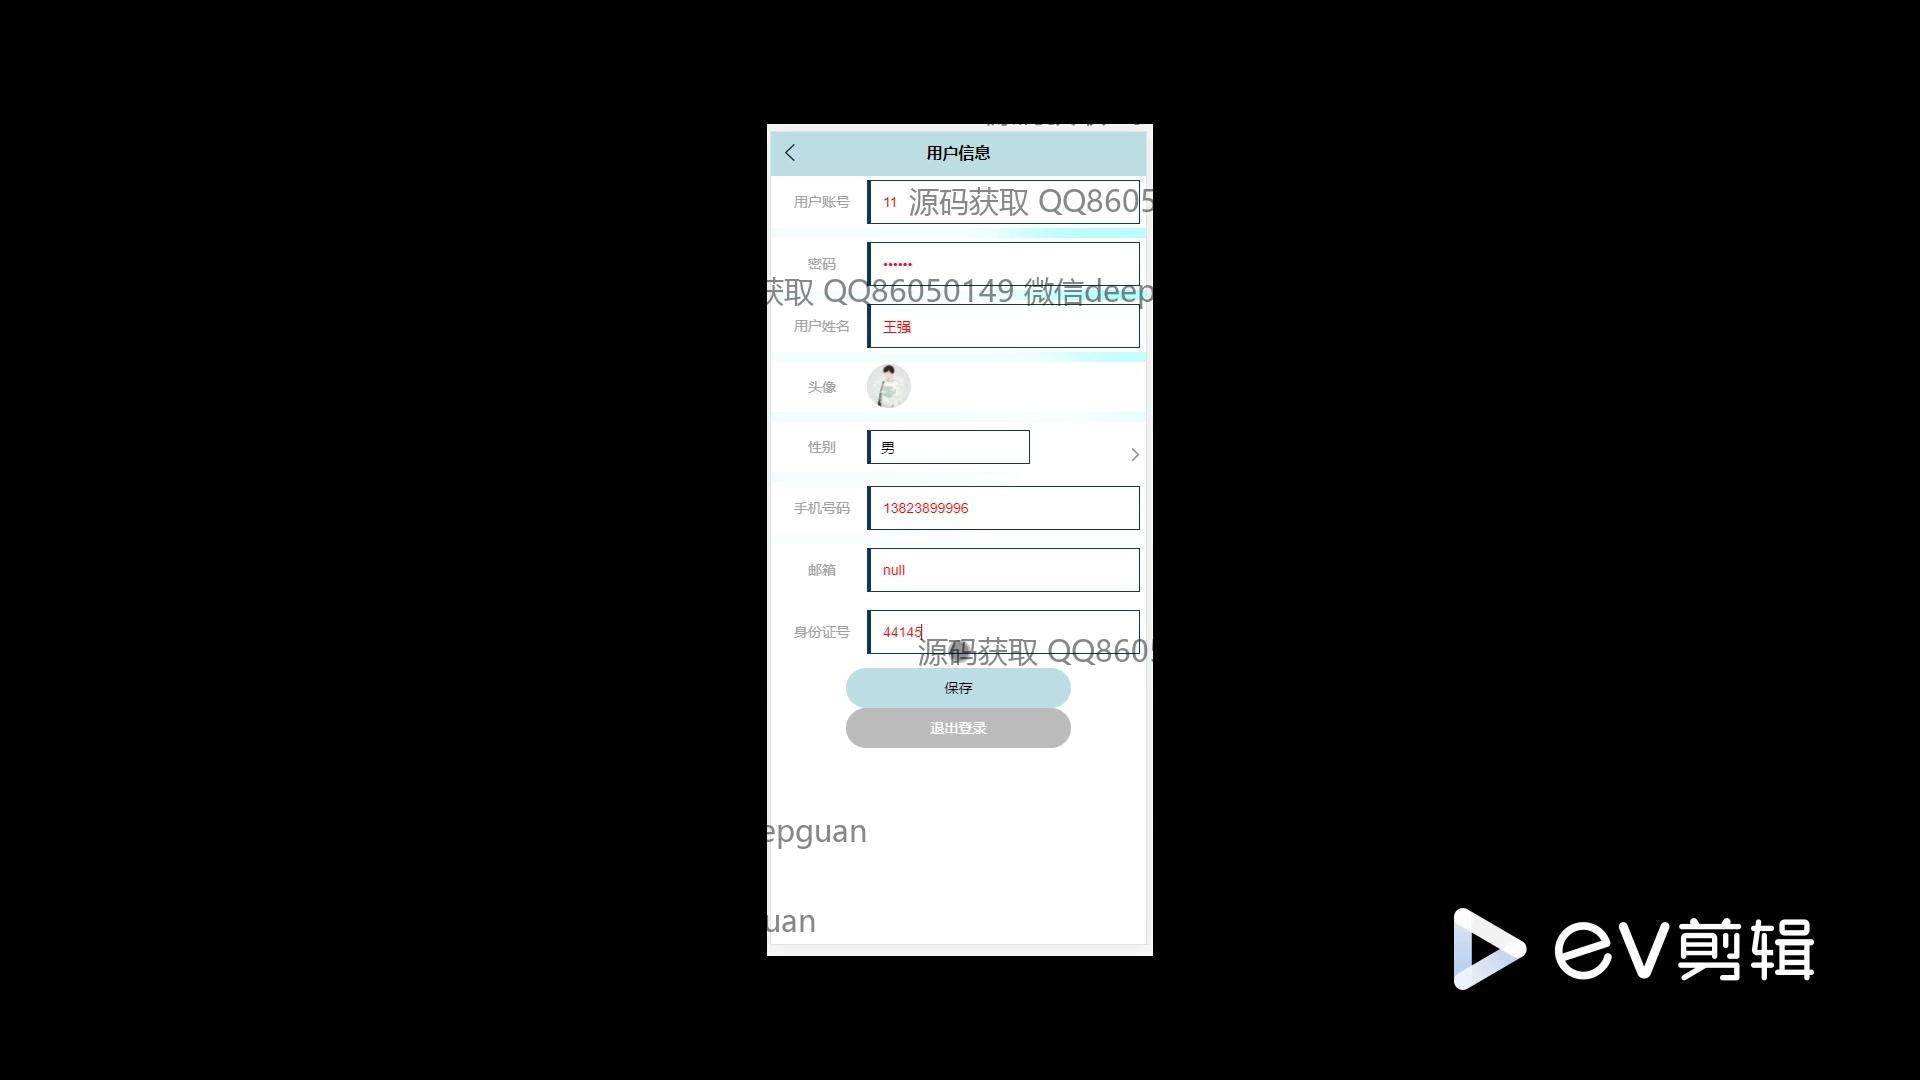 用户信息
用户账号
11
源码获取 QQ8605
密码
••••••
获取 QQ86050149 微信deep
用户姓名
王强
头像
性别
男
手机号码
13823899996
邮箱
null
身份证号
44145
源码获取 QQ8605
保存
退出登录
epguan
uan
ev剪辑